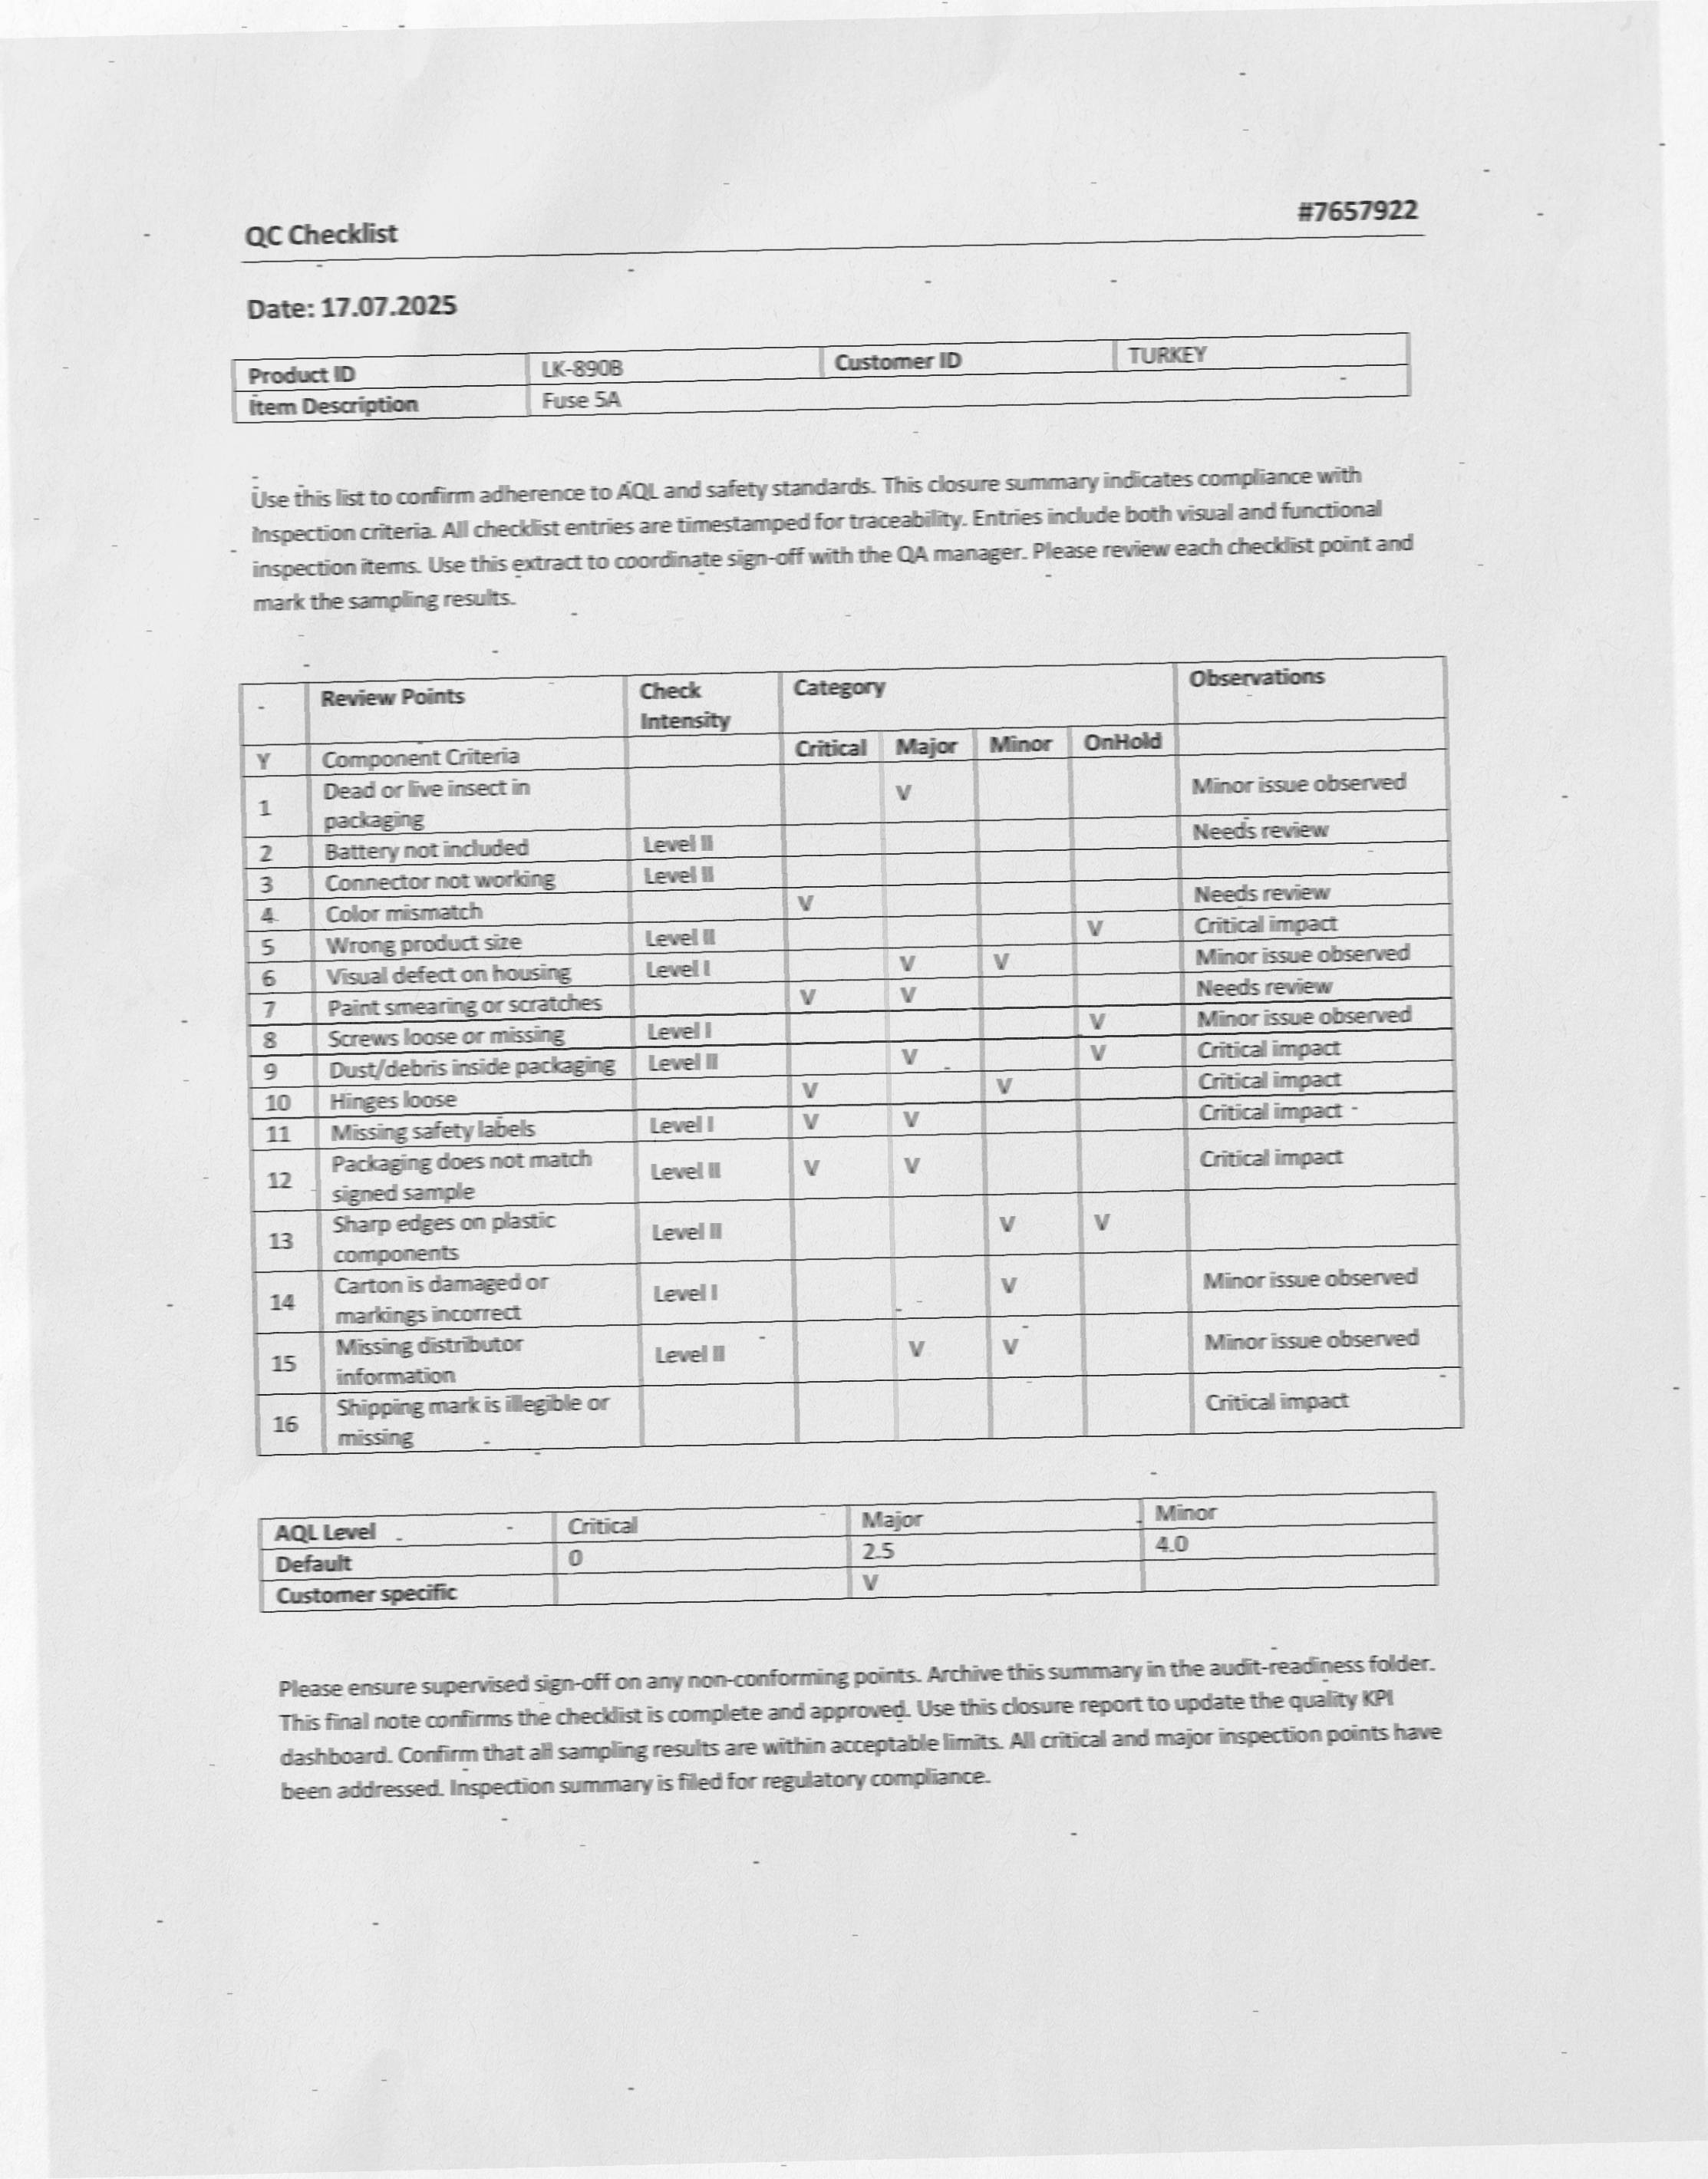 QC Checklist #7657922
Date: 17.07.2025
Product ID LK-890B Customer ID TURKEY
Item Description Fuse 5A
Use this list to confirm adherence to AQL and safety standards. This closure summary indicates compliance with
inspection criteria. All checklist entries are timestamped for traceability. Entries include both visual and functional
inspection items. Use this extract to coordinate sign-off with the QA manager. Please review each checklist point and
mark the sampling results.
- Review Points Check Intensity Category Observations
Y Component Criteria Critical Major Minor OnHold
1 Dead or live insect in packaging V Minor issue observed
2 Battery not included Level II Needs review
3 Connector not working Level II
4 Color mismatch V Needs review
5 Wrong product size Level II V Critical impact
6 Visual defect on housing Level I V V Minor issue observed
7 Paint smearing or scratches V V Needs review
8 Screws loose or missing Level I V Minor issue observed
9 Dust/debris inside packaging Level II V V Critical impact
10 Hinges loose V V Critical impact
11 Missing safety labels Level I V V Critical impact
12 Packaging does not match signed sample Level II V V Critical impact
13 Sharp edges on plastic components Level II V V
14 Carton is damaged or markings incorrect Level I V Minor issue observed
15 Missing distributor information Level II V V Minor issue observed
16 Shipping mark is illegible or missing Critical impact
AQL Level Critical Major Minor
Default 0 2.5 4.0
Customer specific V
Please ensure supervised sign-off on any non-conforming points. Archive this summary in the audit-readiness folder.
This final note confirms the checklist is complete and approved. Use this closure report to update the quality KPI
dashboard. Confirm that all sampling results are within acceptable limits. All critical and major inspection points have
been addressed. Inspection summary is filed for regulatory compliance.